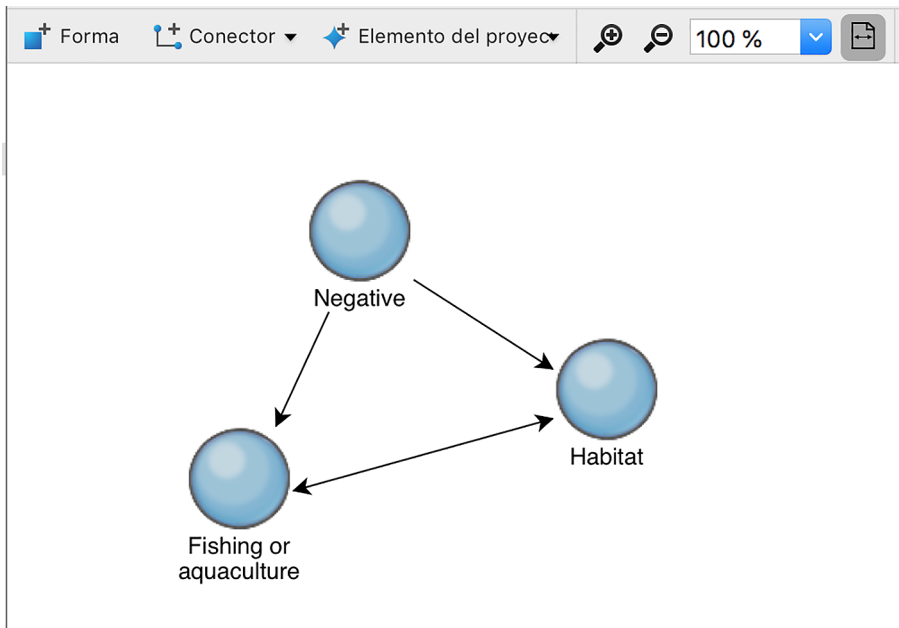 Forma
Conector
Elemento del proyec
100 %
Negative
Habitat
Fishing or
aquaculture